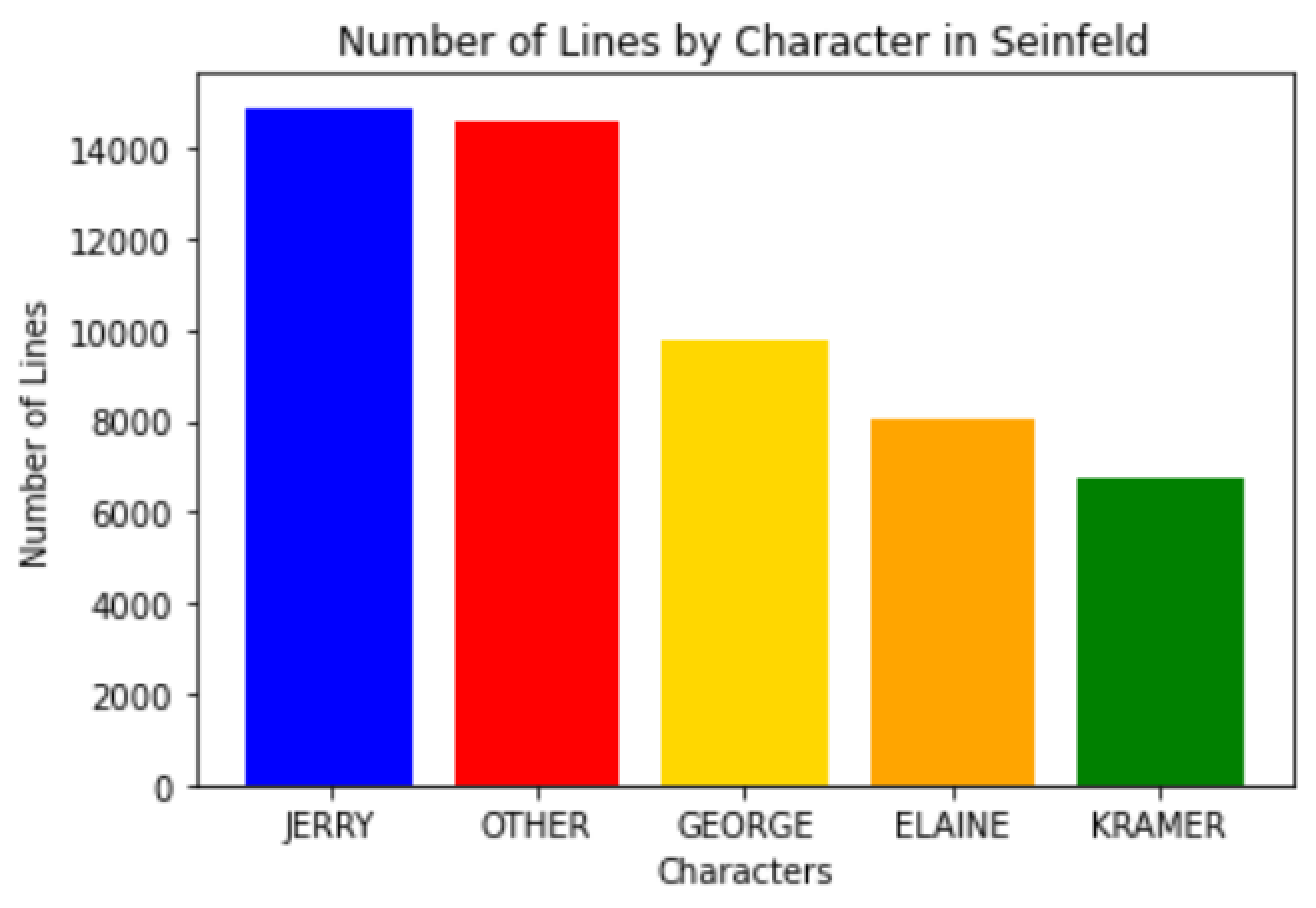 Number of Lines by Character in Seinfeld
Number of Lines
14000
12000
10000
8000
6000
4000
2000
0
JERRY OTHER GEORGE ELAINE KRAMER
Characters